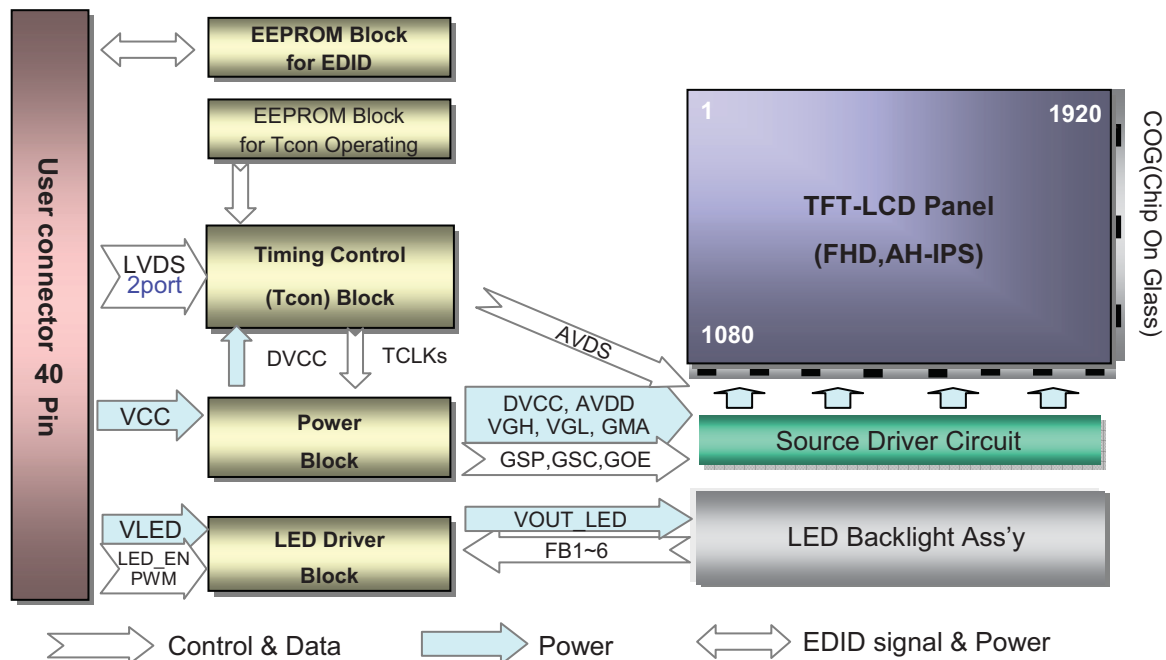 User connector 40 Pin
EEPROM Block
for EDID
EEPROM Block
for Tcon Operating
LVDS
2port
Timing Control
(Tcon) Block
DVCC
TCLKs
AVDS
VCC
Power
Block
DVCC, AVDD
VGH, VGL, GMA
GSP,GSC,GOE
VLED
LED_EN
PWM
LED Driver
Block
VOUT_LED
FB1~6
1
1920
TFT-LCD Panel
(FHD,AH-IPS)
1080
COG(Chip On Glass)
Source Driver Circuit
LED Backlight Ass'y
Control & Data
Power
EDID signal & Power